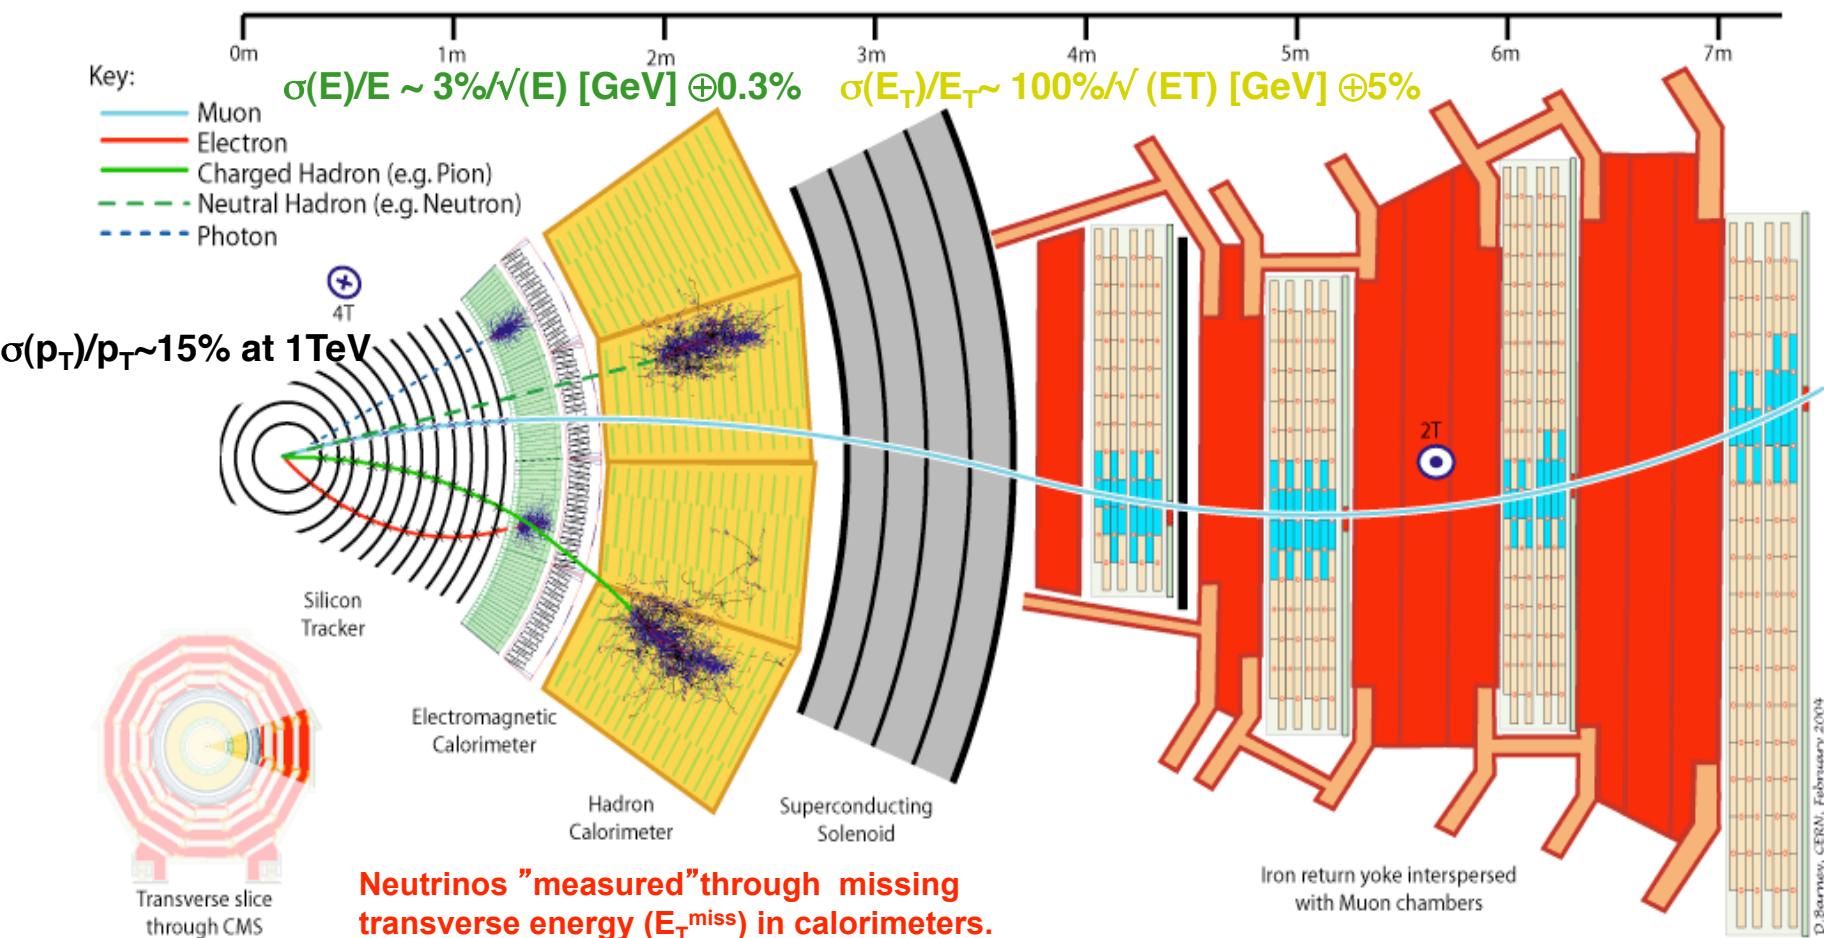 0m 1m 2m 3m 4m 5m 6m 7m
Key:
σ(E)/E ~ 3%/√(E) [GeV] ⊕0.3%
σ(E_T)/E_T~ 100%/√ (ET) [GeV] ⊕5%
Muon
Electron
Charged Hadron (e.g. Pion)
Neutral Hadron (e.g. Neutron)
Photon
4T
σ(p_T)/p_T~15% at 1TeV
2T
Silicon
Tracker
Electromagnetic
Calorimeter
Hadron
Calorimeter
Superconducting
Solenoid
Iron return yoke interspersed
with Muon chambers
Transverse slice
through CMS
Neutrinos ”measured”through missing
transverse energy (E_T^miss) in calorimeters.
D.Barney, CERN, February 2004